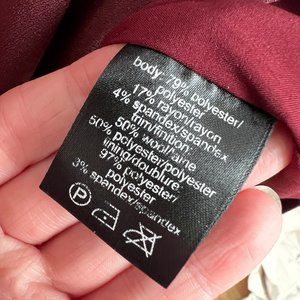 body: 79% polyester/
polyester
17% rayon/rayon
4% spandex/spandex
trim/finition:
50% wool/laine
50% polyester/polyester
lining/doublure:
97% polyester/
polyester
3% spandex/spandex
P